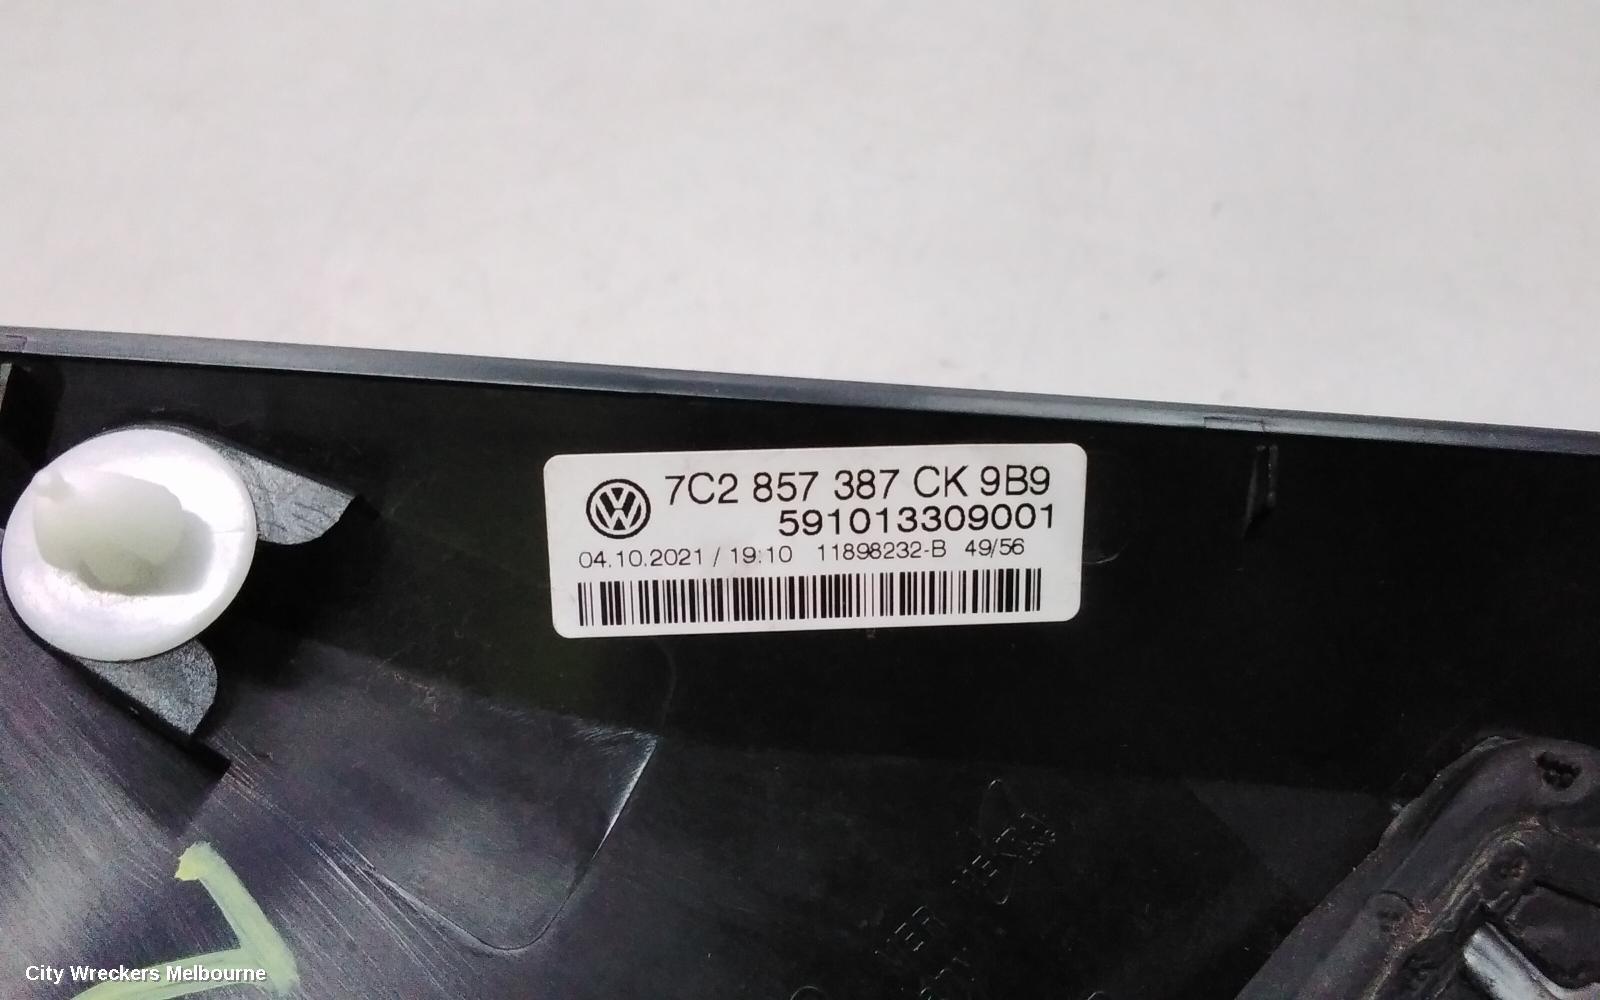 7C2 857 387 CK 9B9
591013309001
04.10.2021 / 19:10 11898232-B 49/56
City Wreckers Melbourne